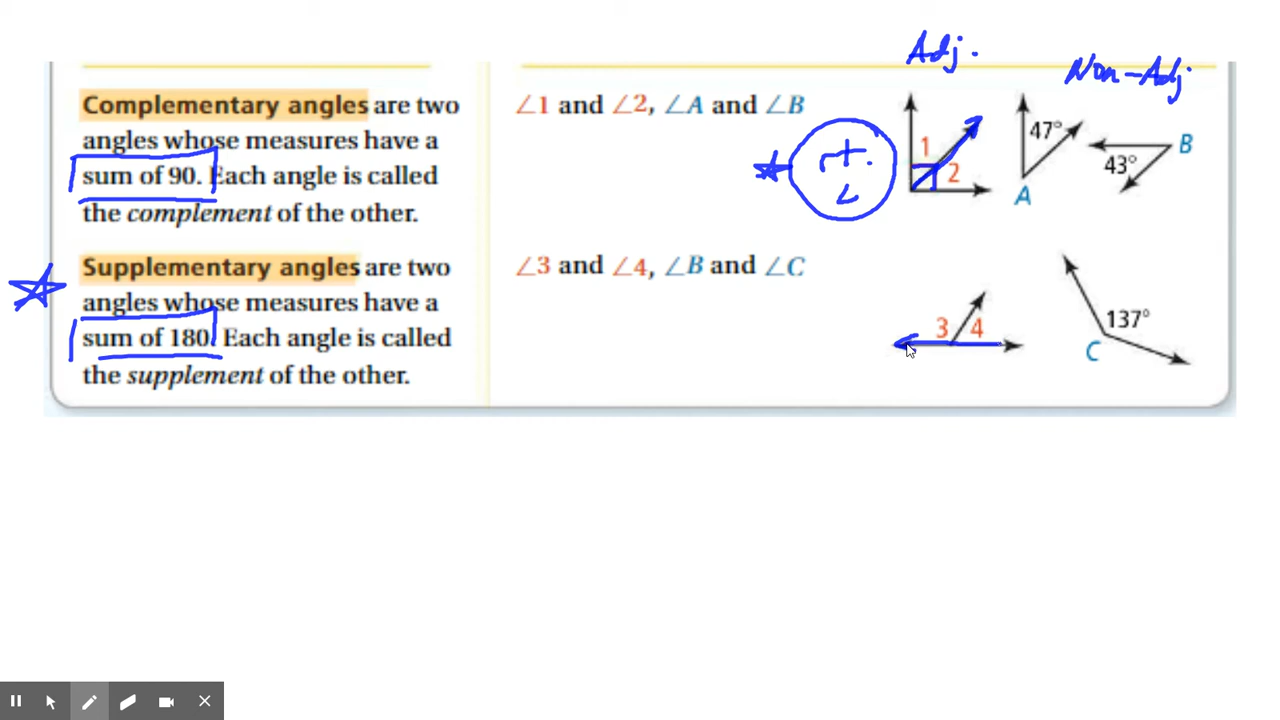 Adj.
Non-Adj
Complementary angles are two
angles whose measures have a
sum of 90. Each angle is called
the complement of the other.
∠1 and ∠2, ∠A and ∠B
rt.
∠
1
2
47°
A
43°
B
Supplementary angles are two
angles whose measures have a
sum of 180. Each angle is called
the supplement of the other.
∠3 and ∠4, ∠B and ∠C
3 4
137°
C